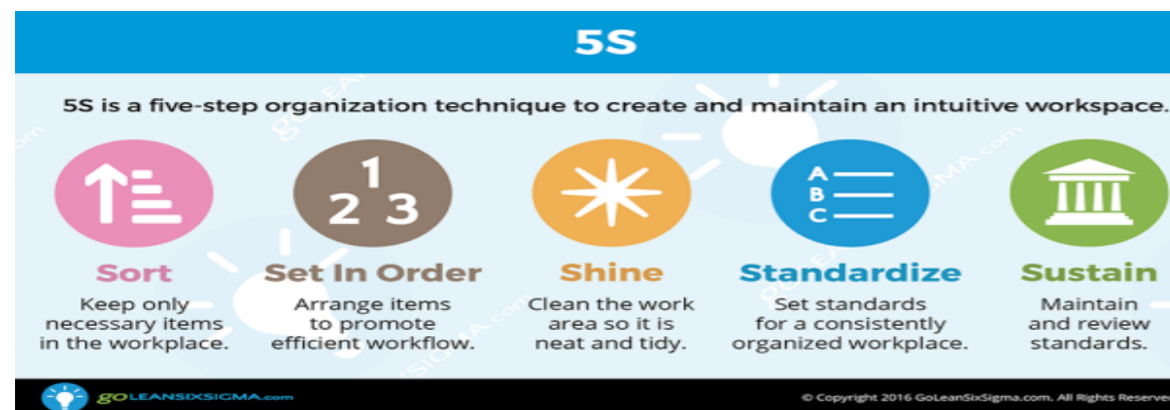 5S
5S is a five-step organization technique to create and maintain an intuitive workspace.
1
2 3
A
B
C
Sort
Keep only
necessary items
in the workplace.
Set In Order
Arrange items
to promote
efficient workflow.
Shine
Clean the work
area so it is
neat and tidy.
Standardize
Set standards
for a consistently
organized workplace.
Sustain
Maintain
and review
standards.
goLEANSIXSIGMA.com
© Copyright 2016 GoLeanSixSigma.com. All Rights Reserve